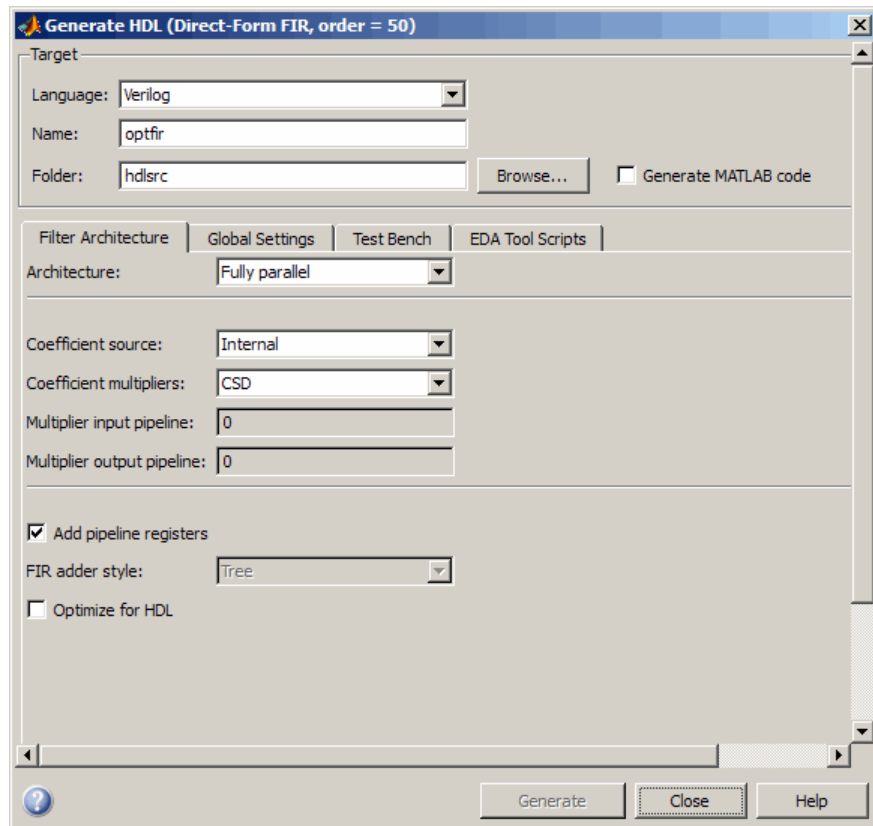 Generate HDL (Direct-Form FIR, order = 50)
Target
Language: Verilog
Name: optfir
Folder: hdlsrc Browse... Generate MATLAB code
Filter Architecture Global Settings Test Bench EDA Tool Scripts
Architecture: Fully parallel
Coefficient source: Internal
Coefficient multipliers: CSD
Multiplier input pipeline: 0
Multiplier output pipeline: 0
Add pipeline registers
FIR adder style: Tree
Optimize for HDL
? Generate Close Help